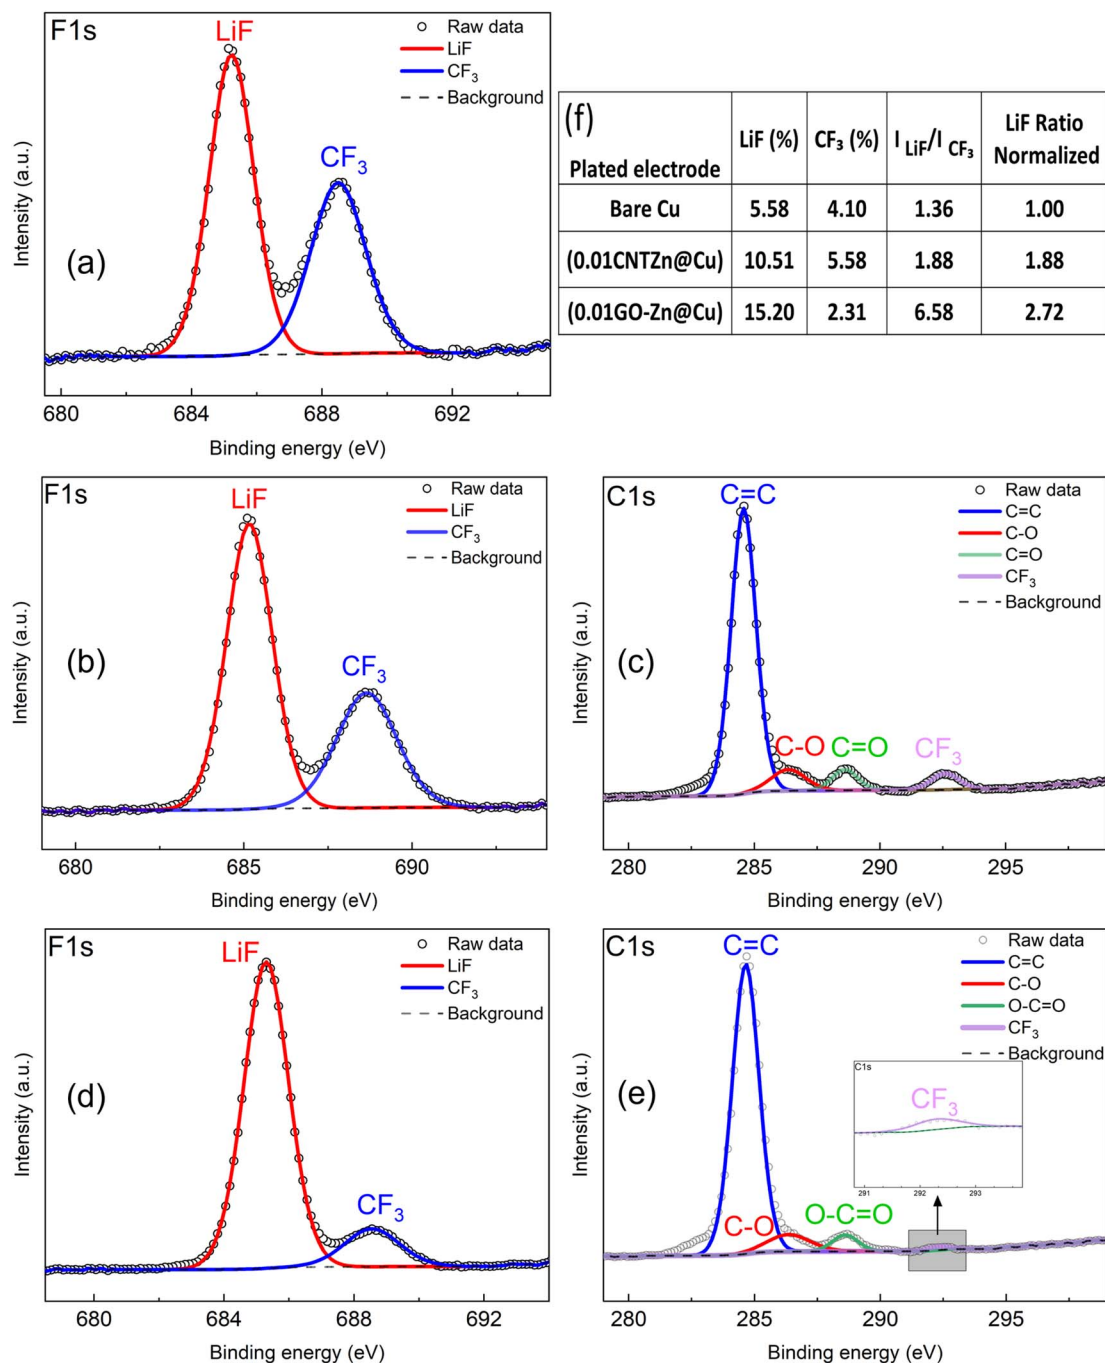 F1s
LiF
CF₃
Raw data
LiF
CF₃
Background
(a)
Intensity (a.u.)
680 684 688 692
Binding energy (eV)
(f)
Plated electrode LiF (%) CF₃ (%) I LiF/I CF₃ LiF Ratio Normalized
Bare Cu 5.58 4.10 1.36 1.00
(0.01CNTZn@Cu) 10.51 5.58 1.88 1.88
(0.01GO-Zn@Cu) 15.20 2.31 6.58 2.72
F1s
LiF
CF₃
Raw data
LiF
CF₃
Background
(b)
Intensity (a.u.)
680 685 690
Binding energy (eV)
C1s
C=C
C-O C=O CF₃
Raw data
C=C
C-O
C=O
CF₃
Background
(c)
Intensity (a.u.)
280 285 290 295
Binding energy (eV)
F1s
LiF
CF₃
Raw data
LiF
CF₃
Background
(d)
Intensity (a.u.)
680 684 688 692
Binding energy (eV)
C1s
C=C
C-O
O-C=O
Raw data
C=C
C-O
O-C=O
CF₃
Background
(e)
C1s
CF₃
291 292 293
Intensity (a.u.)
280 285 290 295
Binding energy (eV)